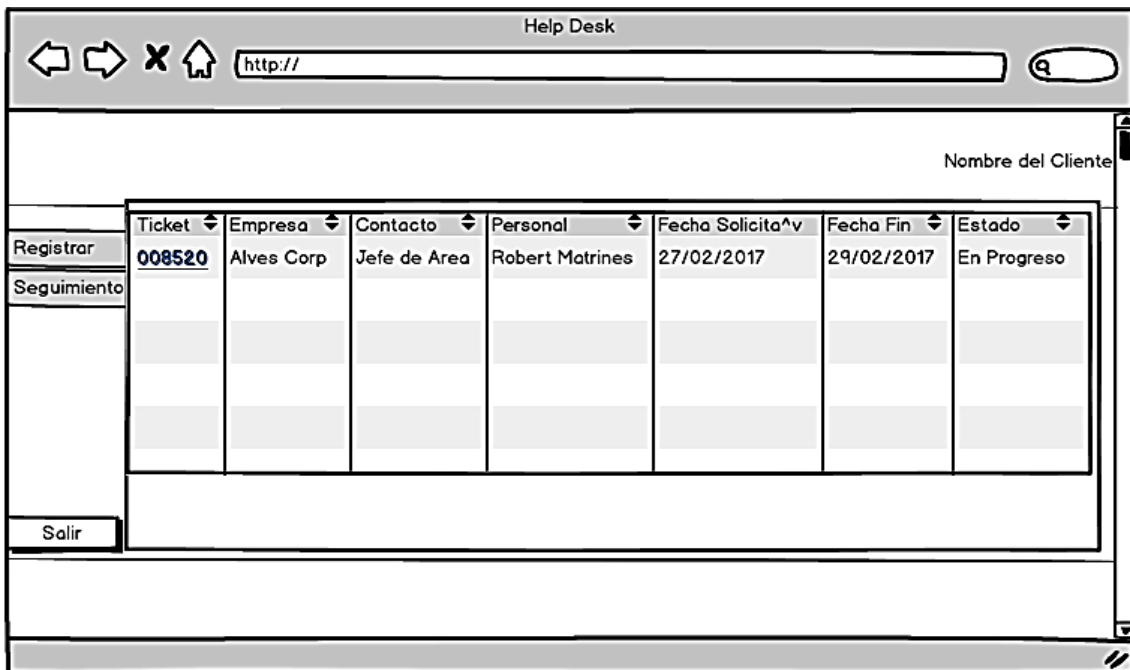 Help Desk
http://
Nombre del Cliente
Registrar
Seguimiento
Salir
Ticket Empresa Contacto Personal Fecha Solicita^v Fecha Fin Estado
008520 Alves Corp Jefe de Area Robert Matrines 27/02/2017 29/02/2017 En Progreso